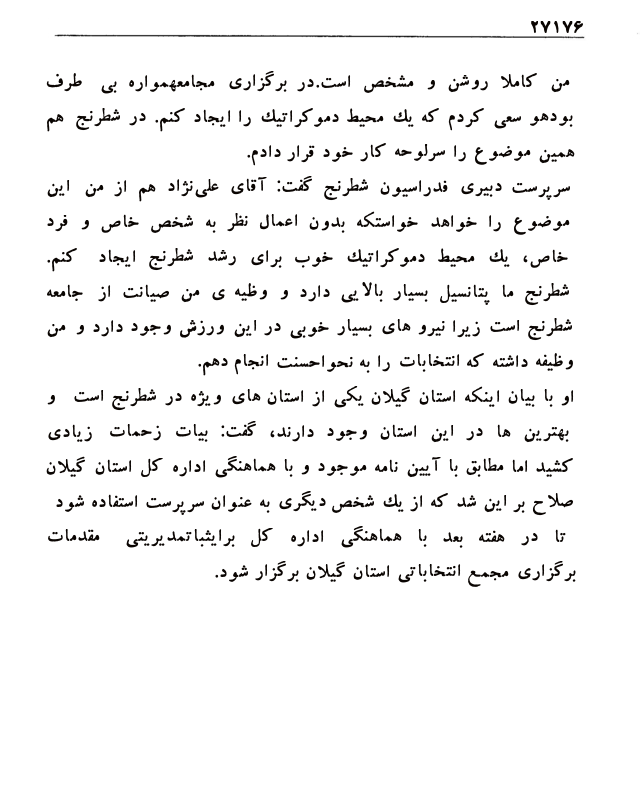 ۲۷۱۷۶
من کاملا روشن و مشخص است.در برگزاری مجامعهمواره بی طرف
بودهو سعی کردم که یك محیط دموکراتیك را ایجاد کنم. در شطرنج هم
همین موضوع را سرلوحه کار خود قرار دادم.
سرپرست دبیری فدراسیون شطرنج گفت: آقای علی‌نژاد هم از من این
موضوع را خواهد خواستکه بدون اعمال نظر به شخص خاص و فرد
خاص، یك محیط دموکراتیك خوب برای رشد شطرنج ایجاد کنم.
شطرنج ما پتانسیل بسیار بالایی دارد و وظیه ی من صیانت از جامعه
شطرنج است زیرا نیرو های بسیار خوبی در این ورزش وجود دارد و من
وظیفه داشته که انتخابات را به نحواحسنت انجام دهم.
او با بیان اینکه استان گیلان یکی از استان های ویژه در شطرنج است و
بهترین ها در این استان وجود دارند، گفت: بیات زحمات زیادی
کشید اما مطابق با آیین نامه موجود و با هماهنگی اداره کل استان گیلان
صلاح بر این شد که از یك شخص دیگری به عنوان سرپرست استفاده شود
تا در هفته بعد با هماهنگی اداره کل برایثباتمدیریتی مقدمات
برگزاری مجمع انتخاباتی استان گیلان برگزار شود.